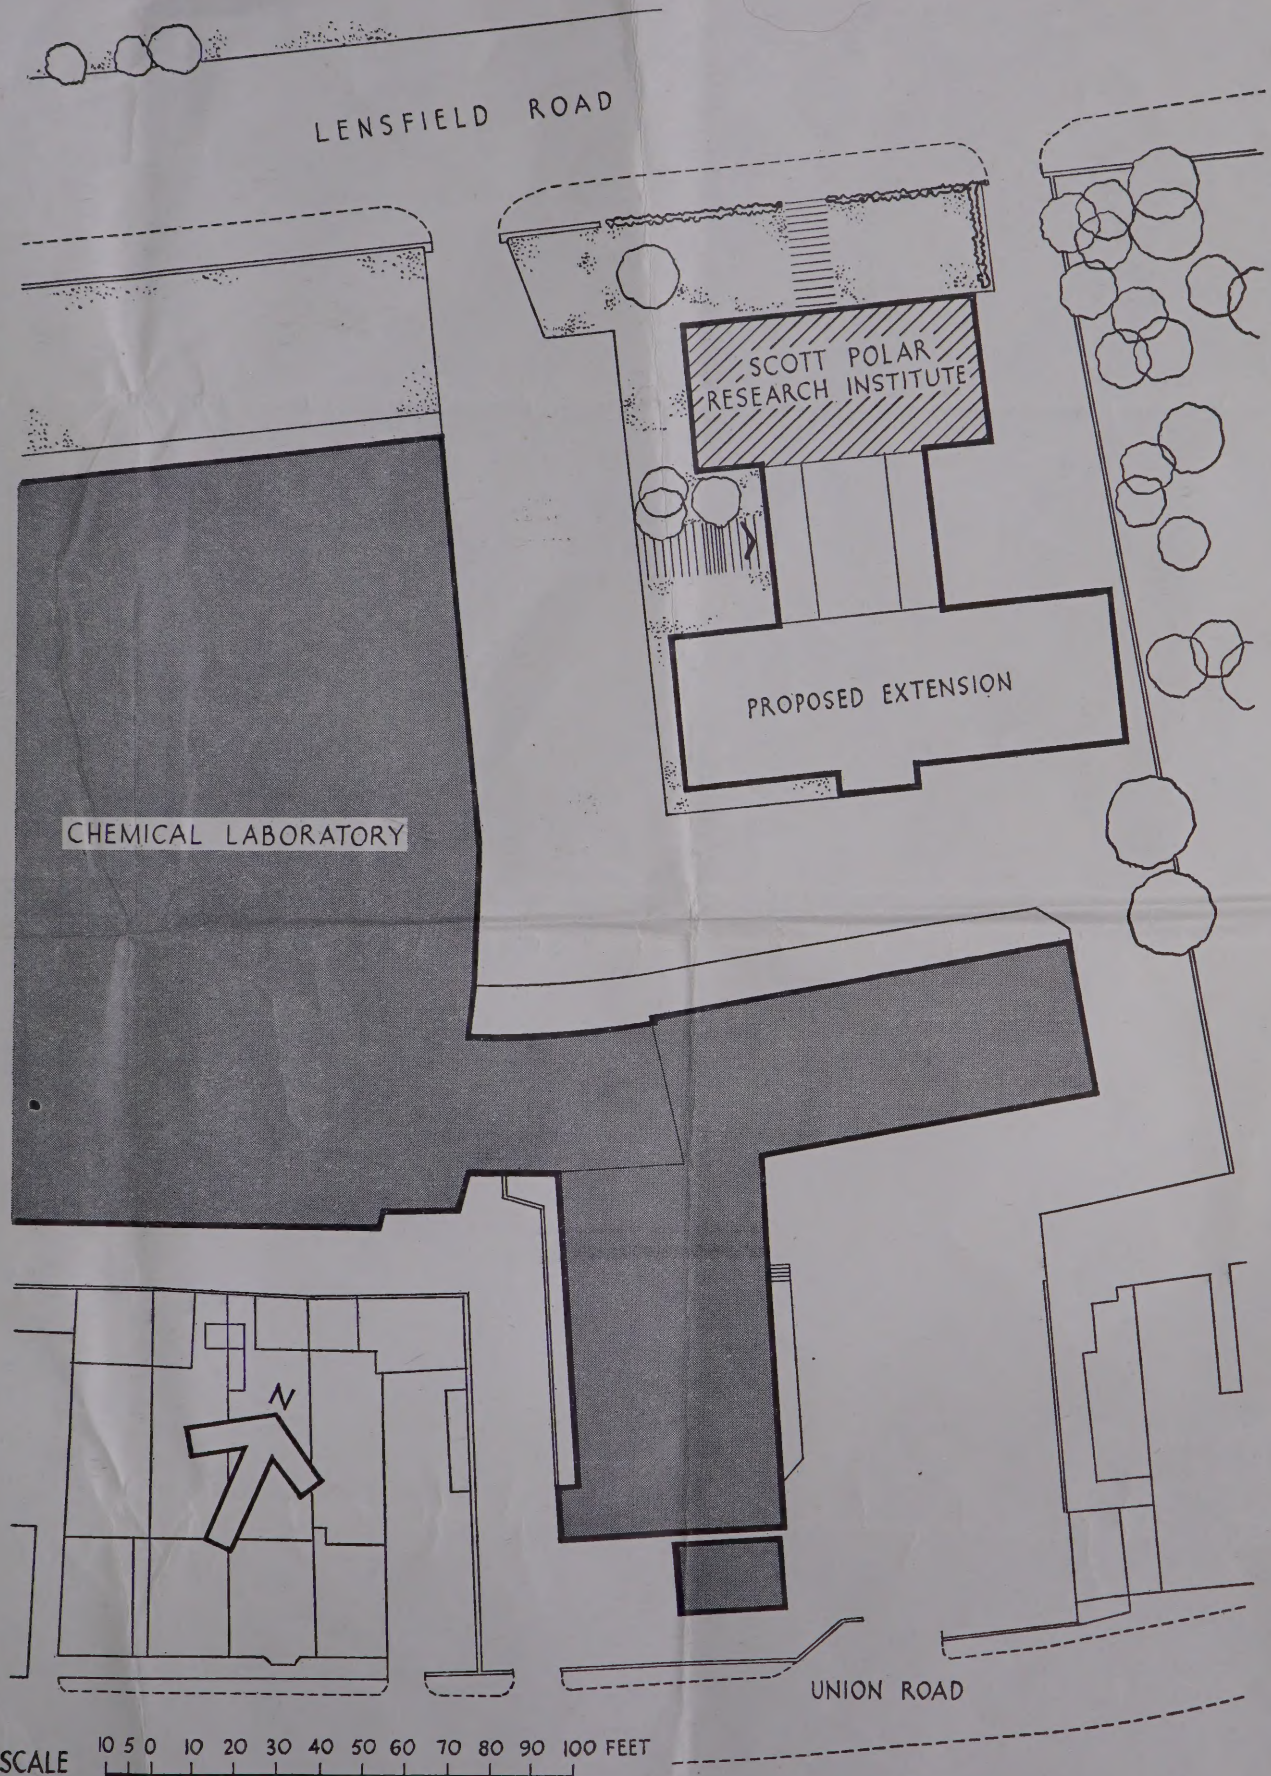 LENSFIELD ROAD
SCOTT POLAR
RESEARCH INSTITUTE
PROPOSED EXTENSION
CHEMICAL LABORATORY
N
UNION ROAD
SCALE 10 5 0 10 20 30 40 50 60 70 80 90 100 FEET